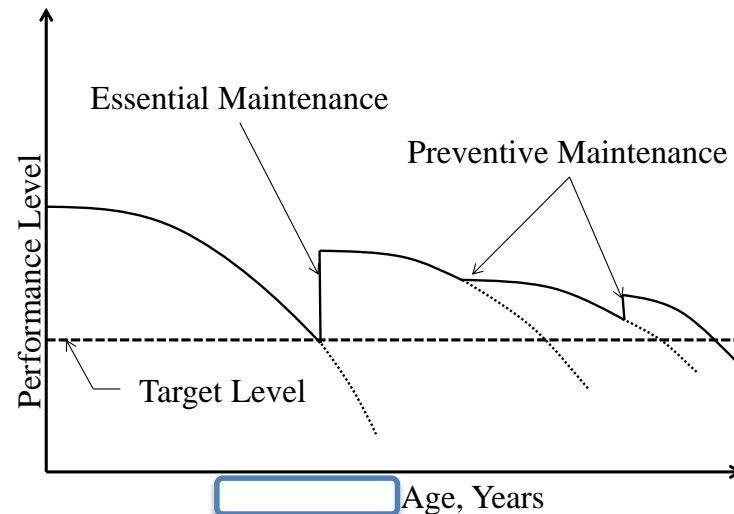 Essential Maintenance
Preventive Maintenance
Performance Level
Target Level
Age, Years